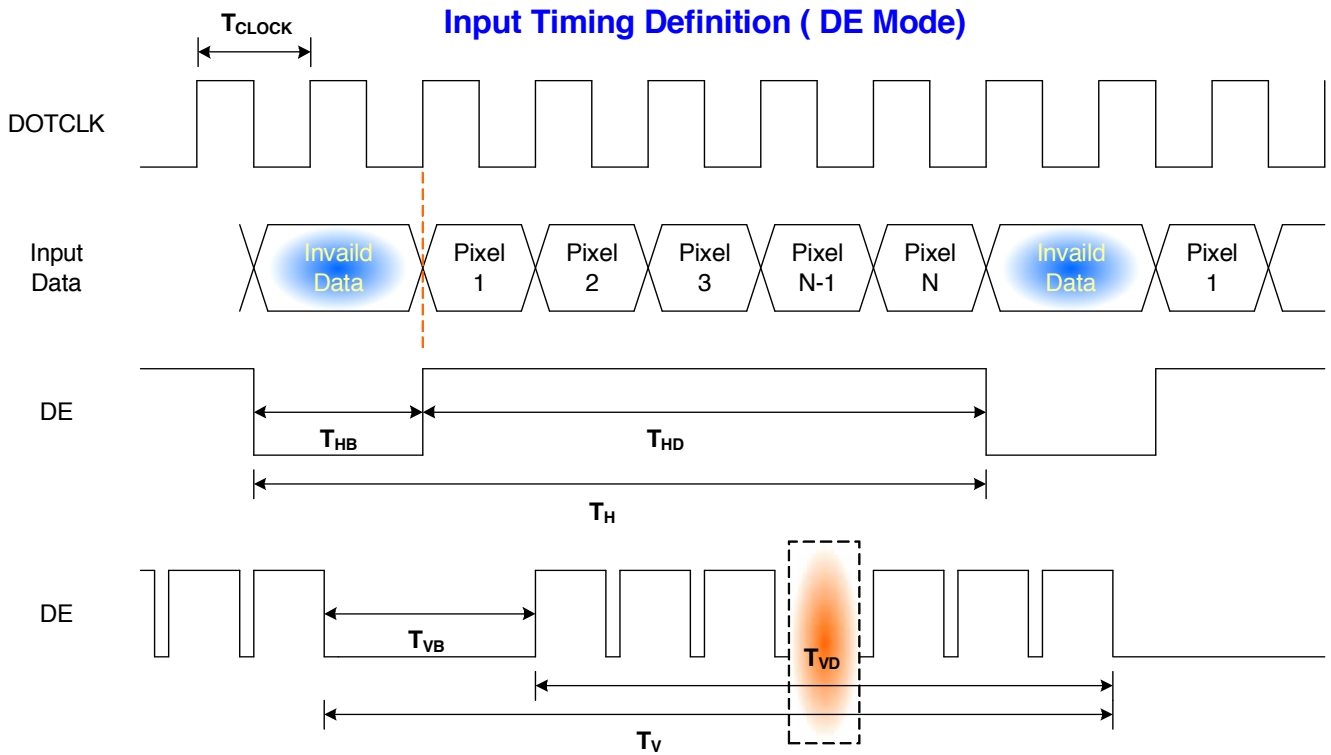 Input Timing Definition ( DE Mode)
TCLOCK
DOTCLK
Input
Data
Invaild
Data
Pixel
1
Pixel
2
Pixel
3
Pixel
N-1
Pixel
N
Invaild
Data
Pixel
1
DE
THB
THD
TH
DE
TVB
TVD
TV